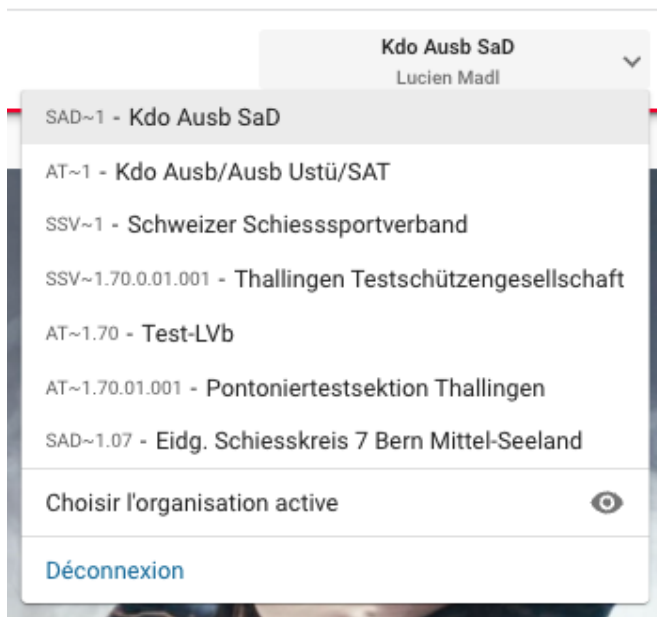 Kdo Ausb SaD
Lucien Madl
SAD~1 - Kdo Ausb SaD
AT~1 - Kdo Ausb/Ausb Ustü/SAT
SSV~1 - Schweizer Schiesssportverband
SSV~1.70.0.01.001 - Thallingen Testschützengesellschaft
AT~1.70 - Test-LVb
AT~1.70.01.001 - Pontoniertestsektion Thallingen
SAD~1.07 - Eidg. Schiesskreis 7 Bern Mittel-Seeland
Choisir l'organisation active
Déconnexion